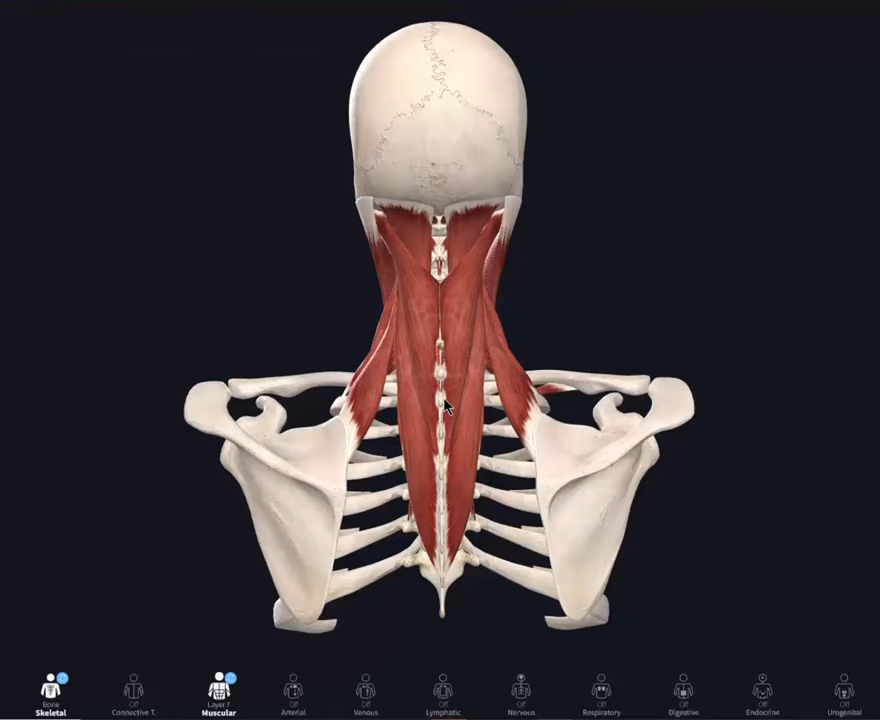 Bone
Skeletal
Off
Connective T.
Layer 7
Muscular
Off
Arterial
Off
Venous
Off
Lymphatic
Off
Nervous
Off
Respiratory
Off
Digestive
Off
Endocrine
Off
Urogenital